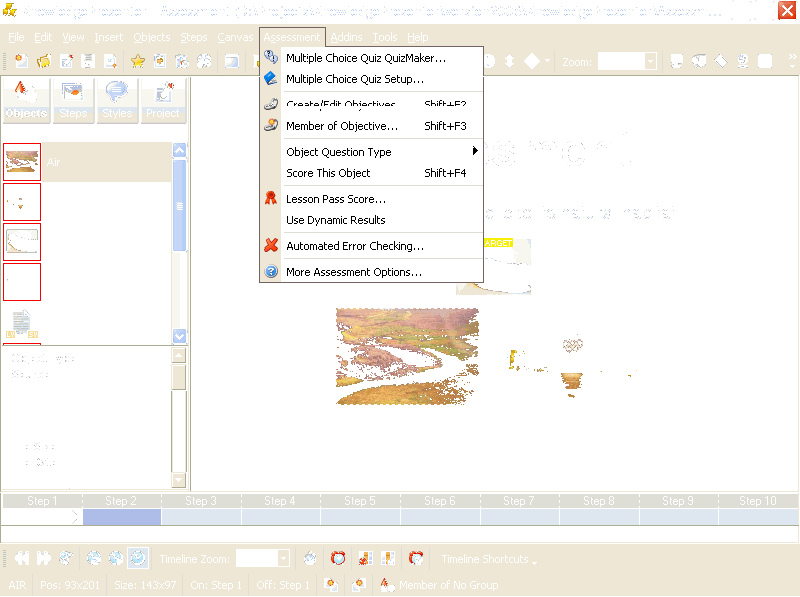 File Edit View Insert Objects Steps Canvas Assessment Addins Tools Help
Zoom:
Multiple Choice Quiz QuizMaker...
Multiple Choice Quiz Setup...
Create/Edit Objectives Shift+F2
Member of Objective... Shift+F3
Object Question Type
Score This Object Shift+F4
Lesson Pass Score...
Use Dynamic Results
Automated Error Checking...
More Assessment Options...
Objects Steps Styles Project
Air
Step 1 Step 2 Step 3 Step 4 Step 5 Step 6 Step 7 Step 8 Step 9 Step 10
Timeline Zoom: Timeline Shortcuts
AIR Pos: 93x201 Size: 143x97 On: Step 1 Off: Step 1 Member of No Group